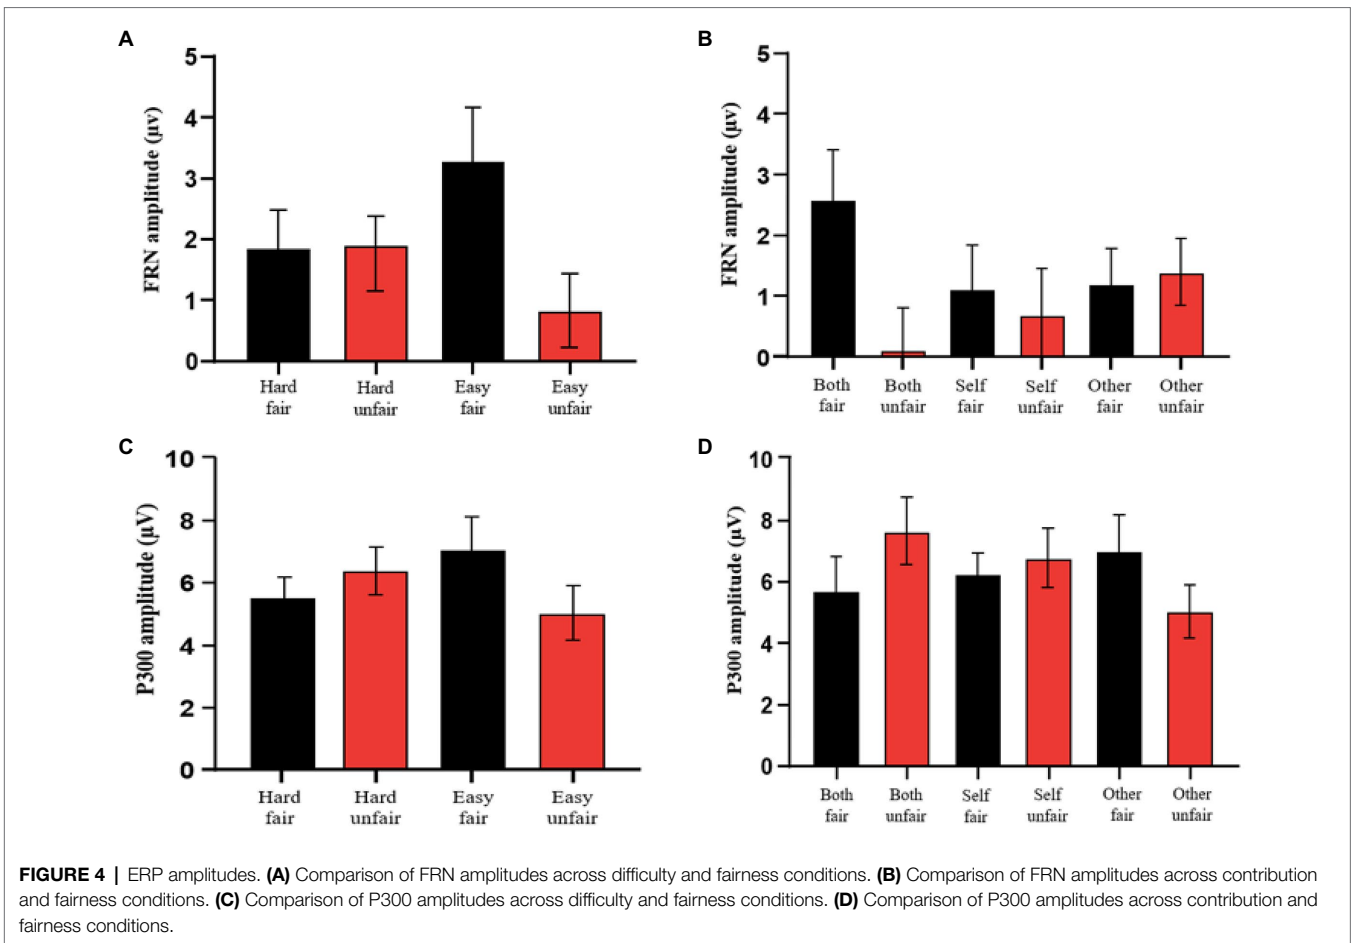 A
5
4
3
2
1
0
FRN amplitude (μv)
Hard fair
Hard unfair
Easy fair
Easy unfair
B
5
4
3
2
1
0
FRN amplitude (μv)
Both fair
Both unfair
Self fair
Self unfair
Other fair
Other unfair
C
10
8
6
4
2
0
P300 amplitude (μV)
Hard fair
Hard unfair
Easy fair
Easy unfair
D
10
8
6
4
2
0
P300 amplitude (μV)
Both fair
Both unfair
Self fair
Self unfair
Other fair
Other unfair
FIGURE 4 | ERP amplitudes. (A) Comparison of FRN amplitudes across difficulty and fairness conditions. (B) Comparison of FRN amplitudes across contribution
and fairness conditions. (C) Comparison of P300 amplitudes across difficulty and fairness conditions. (D) Comparison of P300 amplitudes across contribution and
fairness conditions.